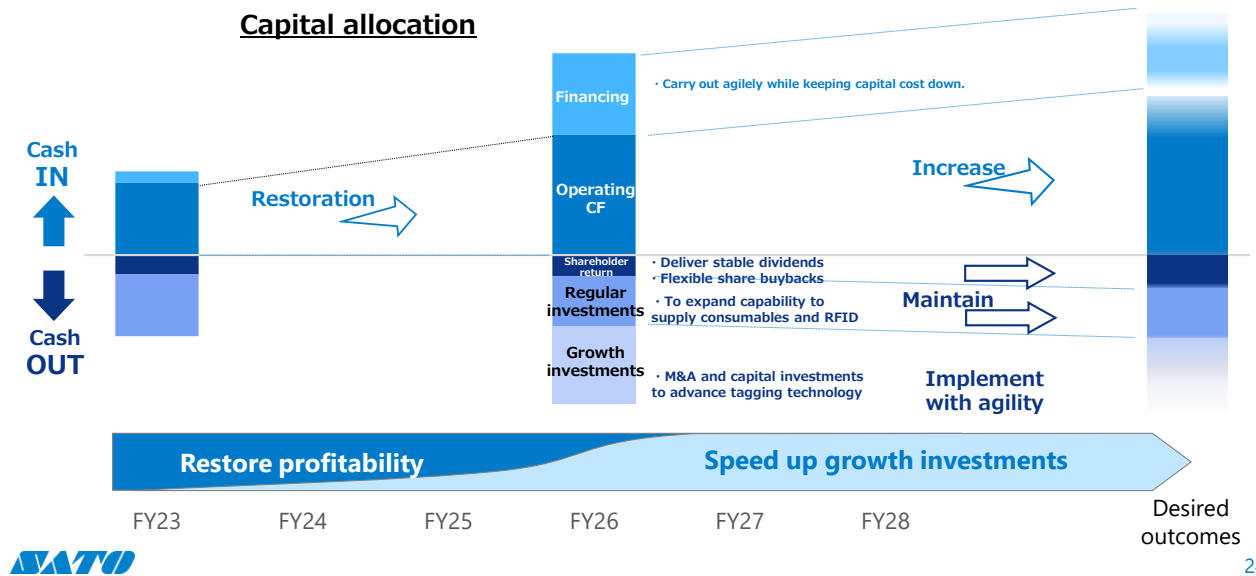 Capital allocation
Cash
IN
Cash
OUT
Restoration
Financing
Operating
CF
Shareholder
return
Regular
investments
Growth
investments
・Carry out agilely while keeping capital cost down.
・Deliver stable dividends
・Flexible share buybacks
・To expand capability to
supply consumables and RFID
・M&A and capital investments
to advance tagging technology
Increase
Maintain
Implement
with agility
Restore profitability
Speed up growth investments
FY23
FY24
FY25
FY26
FY27
FY28
Desired
outcomes
SATO
2